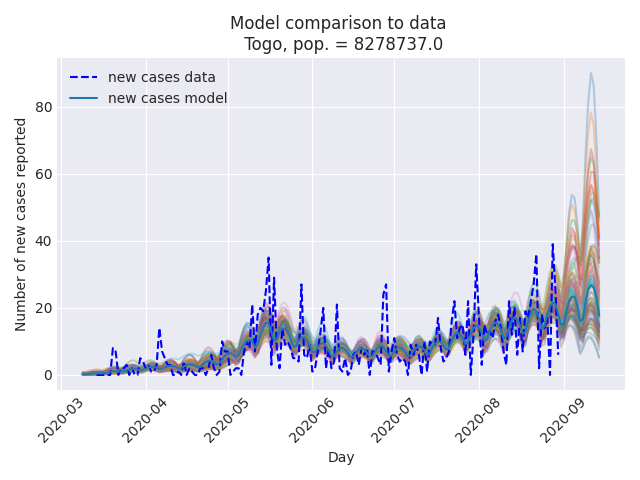 Model comparison to data
Togo, pop. = 8278737.0
new cases data
new cases model
Number of new cases reported
80
60
40
20
0
2020-03
2020-04
2020-05
2020-06
2020-07
2020-08
2020-09
Day